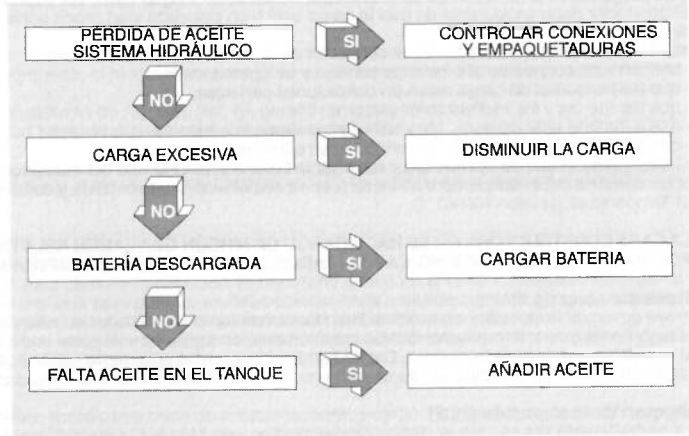 PÉRDIDA DE ACEITE
SISTEMA HIDRÁULICO
SI
CONTROLAR CONEXIONES
Y EMPAQUETADURAS
NO
CARGA EXCESIVA
SI
DISMINUIR LA CARGA
NO
BATERÍA DESCARGADA
SI
CARGAR BATERIA
NO
FALTA ACEITE EN EL TANQUE
SI
AÑADIR ACEITE